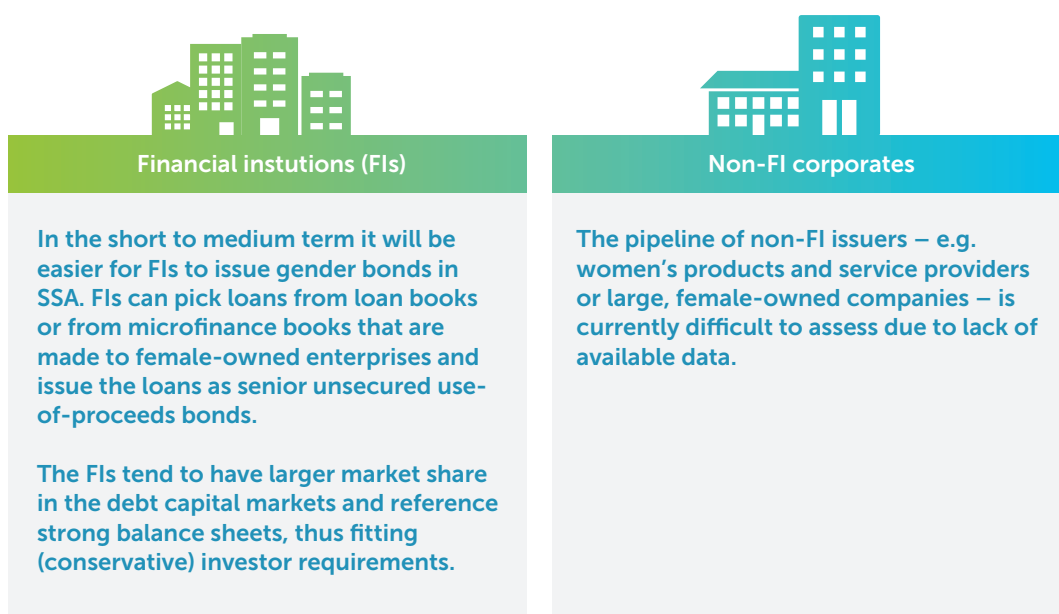 Financial instutions (FIs)
In the short to medium term it will be
easier for FIs to issue gender bonds in
SSA. FIs can pick loans from loan books
or from microfinance books that are
made to female-owned enterprises and
issue the loans as senior unsecured use-
of-proceeds bonds.
The FIs tend to have larger market share
in the debt capital markets and reference
strong balance sheets, thus fitting
(conservative) investor requirements.
Non-FI corporates
The pipeline of non-FI issuers – e.g.
women’s products and service providers
or large, female-owned companies – is
currently difficult to assess due to lack of
available data.